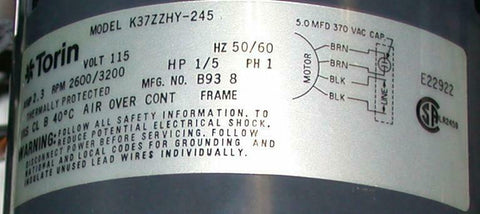 MODEL K37ZZHY-245
Torin
VOLT 115
HZ 50/60
AMP 2.3 RPM 2600/3200
HP 1/5 PH 1
THERMALLY PROTECTED
MFG. NO. B93 8
INS CL B 40°C AIR OVER CONT FRAME
WARNING: FOLLOW ALL SAFETY INFORMATION. TO
REDUCE POTENTIAL ELECTRICAL SHOCK,
DISCONNECT POWER BEFORE SERVICING. FOLLOW
NATIONAL AND LOCAL CODES FOR GROUNDING AND
INSULATE UNUSED LEAD WIRES INDIVIDUALLY.
5.0 MFD 370 VAC CAP.
MOTOR
BRN
BRN
BLK
BLK
LINE
E22922
SA